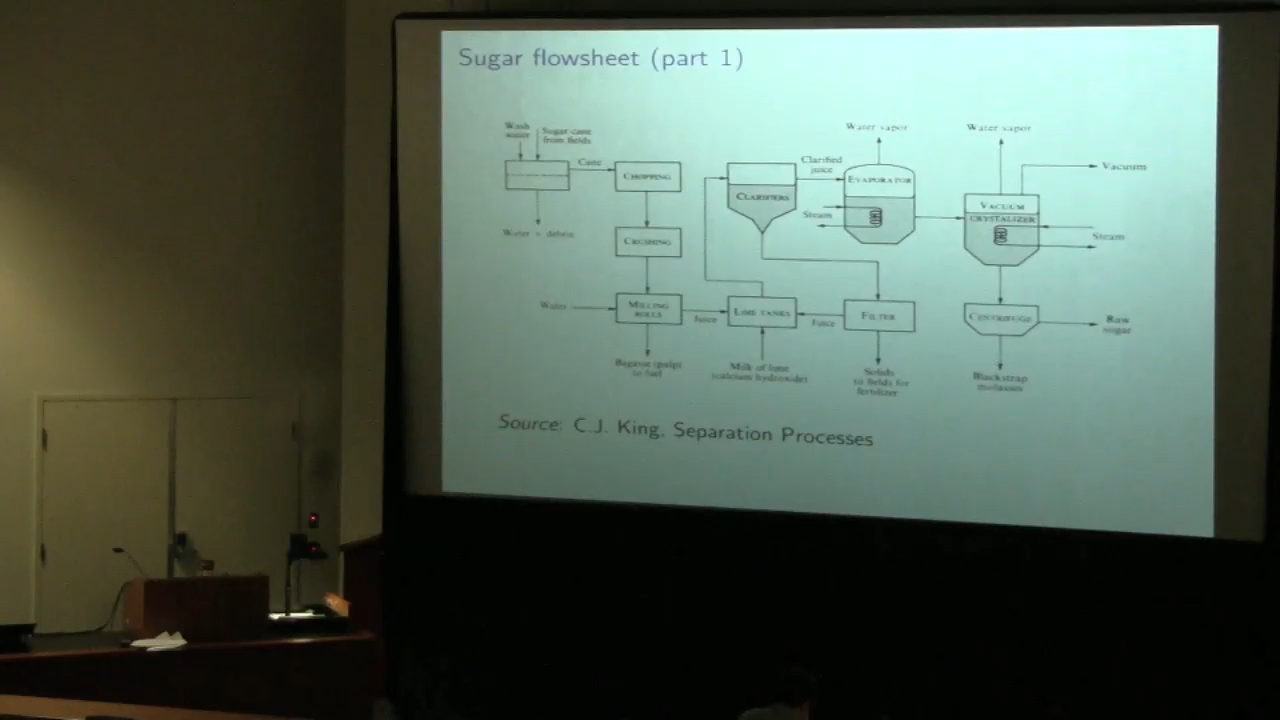 Sugar flowsheet (part 1)
Wash
water
Sugar cane
from fields
Cane
Water + debris
CHOPPING
CRUSHING
Water
MILLING
ROLLS
Bagasse (pulp)
to fuel
Juice
LIME TANKS
Milk of lime
(calcium hydroxide)
CLARIFIERS
Clarified
juice
Juice
FILTER
Solids
to fields for
fertilizer
Water vapor
EVAPORATOR
Steam
Water vapor
Vacuum
VACUUM
CRYSTALIZER
Steam
CENTRIFUGE
Raw
sugar
Blackstrap
molasses
Source: C.J. King, Separation Processes